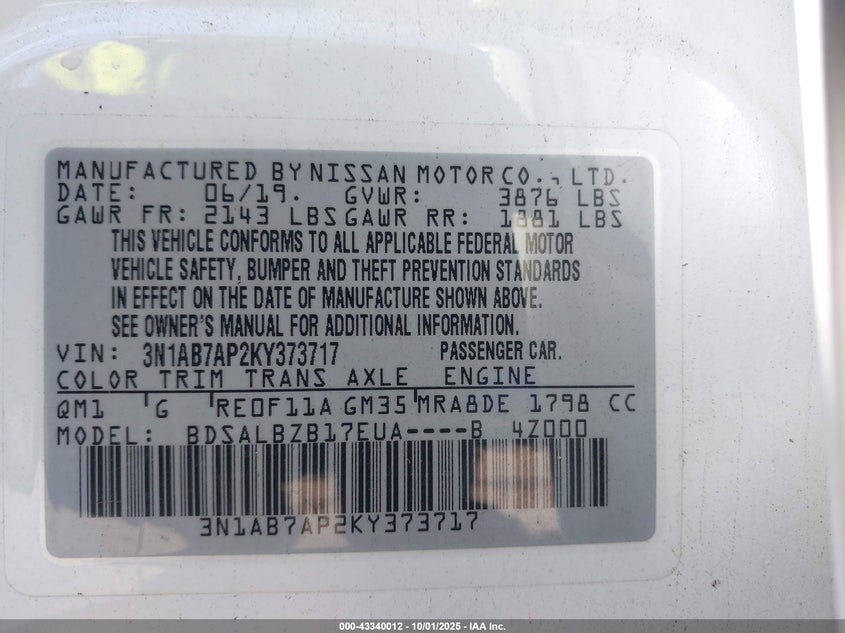 MANUFACTURED BY NISSAN MOTOR CO., LTD.
DATE: 06/19. GVWR: 3876 LBS
GAWR FR: 2143 LBS GAWR RR: 1881 LBS
THIS VEHICLE CONFORMS TO ALL APPLICABLE FEDERAL MOTOR
VEHICLE SAFETY, BUMPER AND THEFT PREVENTION STANDARDS
IN EFFECT ON THE DATE OF MANUFACTURE SHOWN ABOVE.
SEE OWNER'S MANUAL FOR ADDITIONAL INFORMATION.
VIN: 3N1AB7AP2KY373717 PASSENGER CAR.
COLOR TRIM TRANS AXLE ENGINE
QM1 G RE0F11A GM35 MRA8DE 1798 CC
MODEL: BDSALBZB17EUA----B 4Z000
3N1AB7AP2KY373717
000-43340012 - 10/01/2025 - IAA Inc.